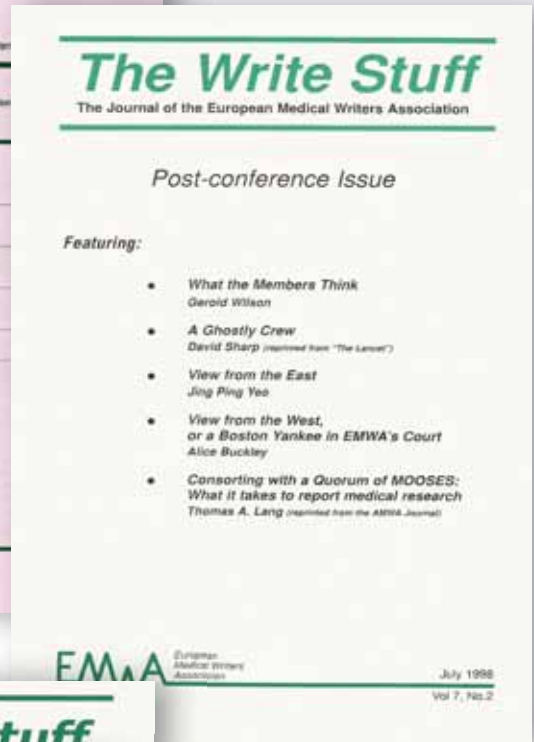 The Write Stuff
The Journal of the European Medical Writers Association
Post-conference Issue
Featuring:
• What the Members Think
Gerold Wilson
• A Ghostly Crew
David Sharp (reprinted from "The Lancet")
• View from the East
Jing Ping Yeo
• View from the West,
or a Boston Yankee in EMWA's Court
Alice Buckley
• Consorting with a Quorum of MOOSES:
What it takes to report medical research
Thomas A. Lang (reprinted from the AMWA Journal)
EMWA
European
Medical Writers
Association
July 1998
Vol 7, No.2
tuff